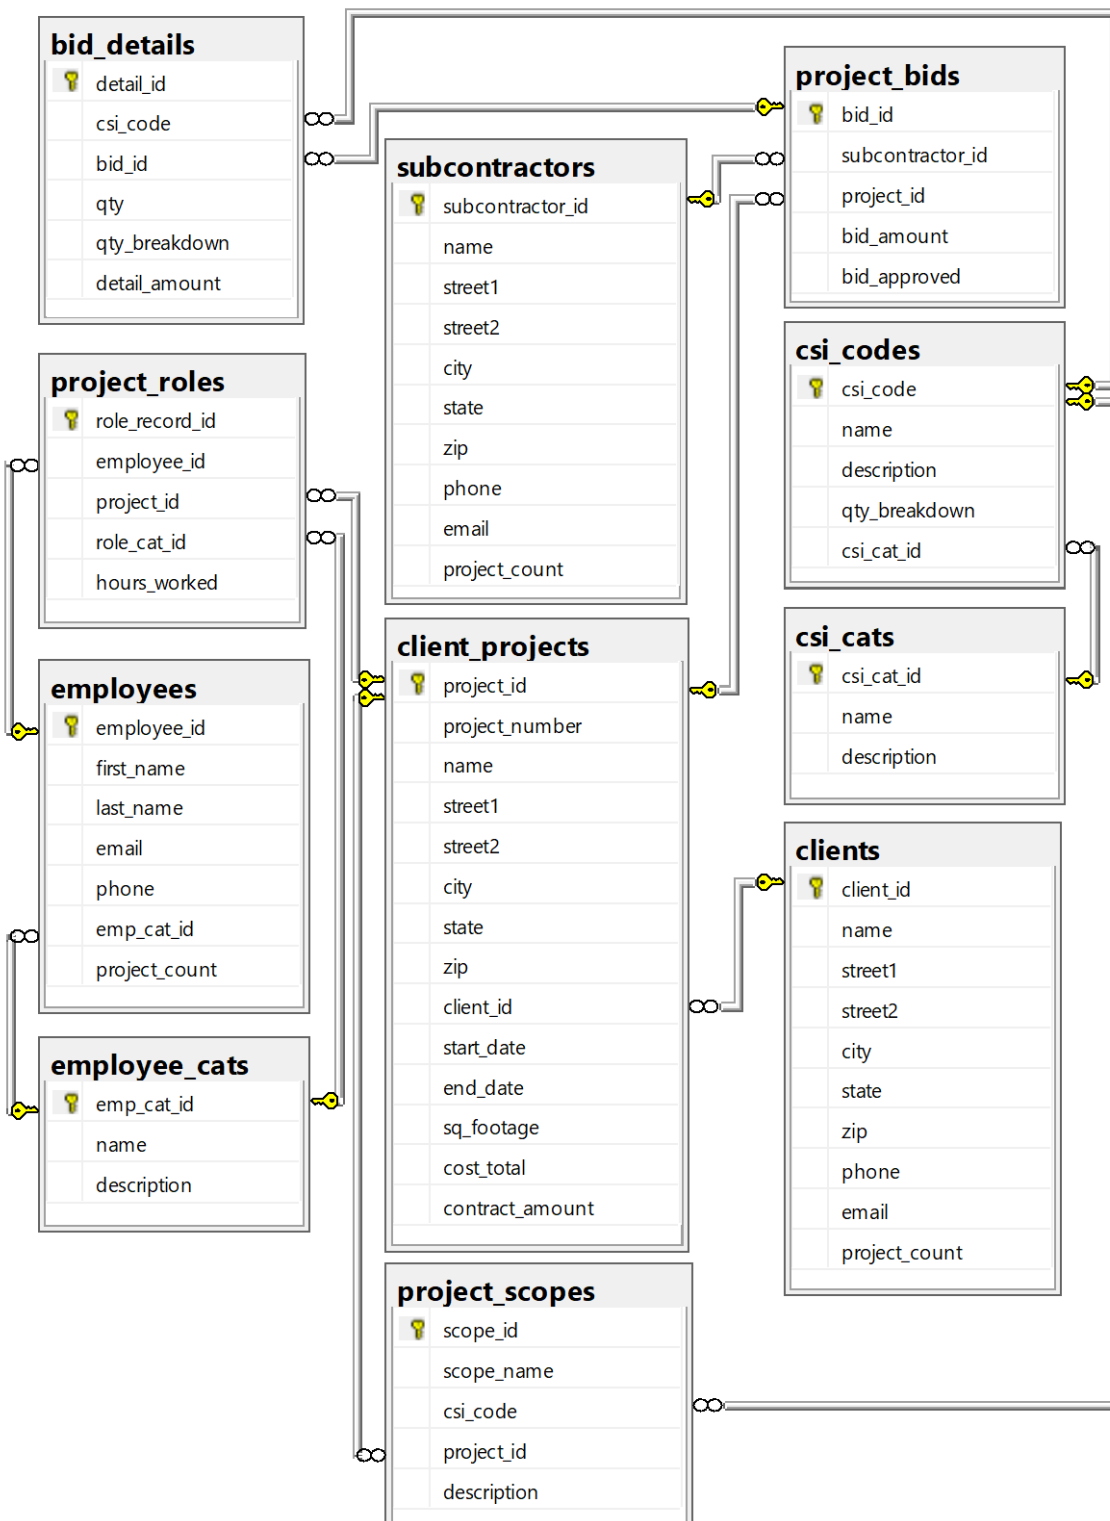 bid_details
detail_id
csi_code
bid_id
qty
qty_breakdown
detail_amount
project_roles
role_record_id
employee_id
project_id
role_cat_id
hours_worked
employees
employee_id
first_name
last_name
email
phone
emp_cat_id
project_count
employee_cats
emp_cat_id
name
description
subcontractors
subcontractor_id
name
street1
street2
city
state
zip
phone
email
project_count
client_projects
project_id
project_number
name
street1
street2
city
state
zip
client_id
start_date
end_date
sq_footage
cost_total
contract_amount
project_scopes
scope_id
scope_name
csi_code
project_id
description
project_bids
bid_id
subcontractor_id
project_id
bid_amount
bid_approved
csi_codes
csi_code
name
description
qty_breakdown
csi_cat_id
csi_cats
csi_cat_id
name
description
clients
client_id
name
street1
street2
city
state
zip
phone
email
project_count